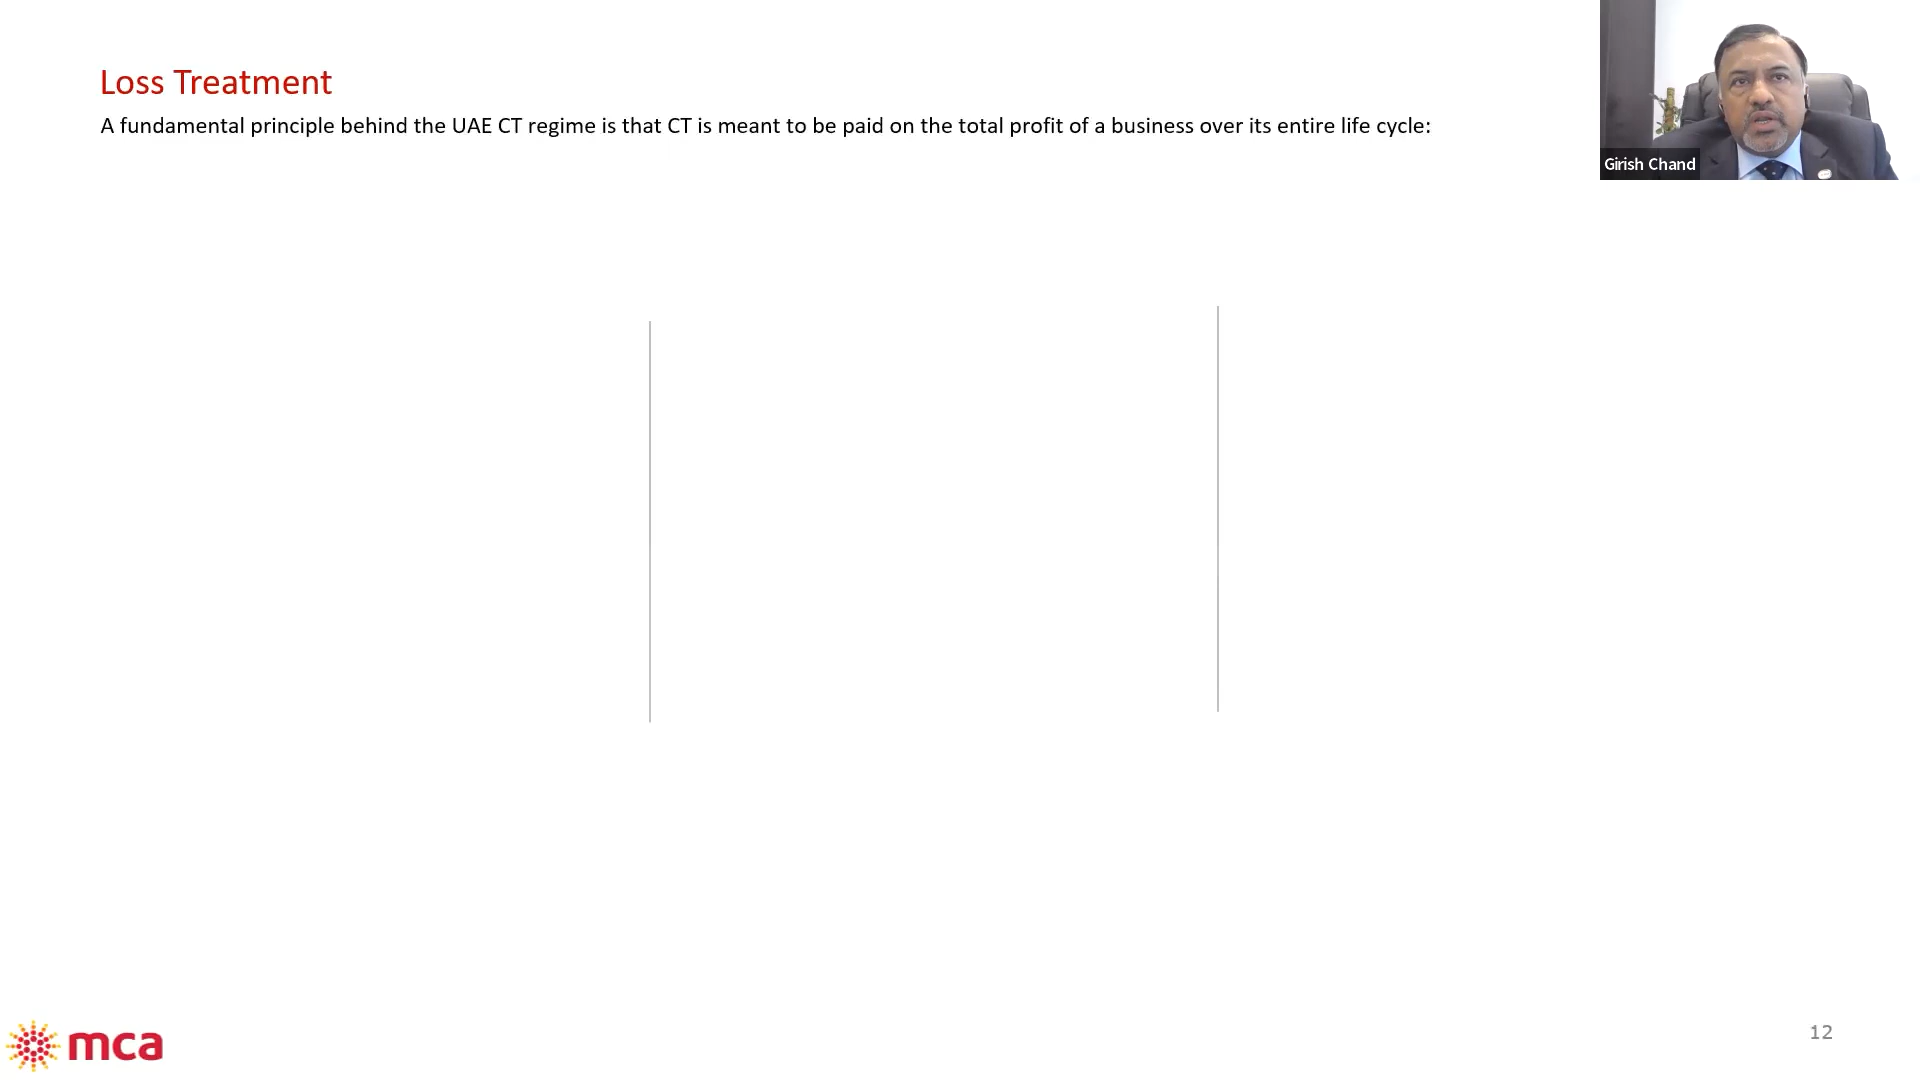 Loss Treatment
A fundamental principle behind the UAE CT regime is that CT is meant to be paid on the total profit of a business over its entire life cycle:
Girish Chand
mca
12